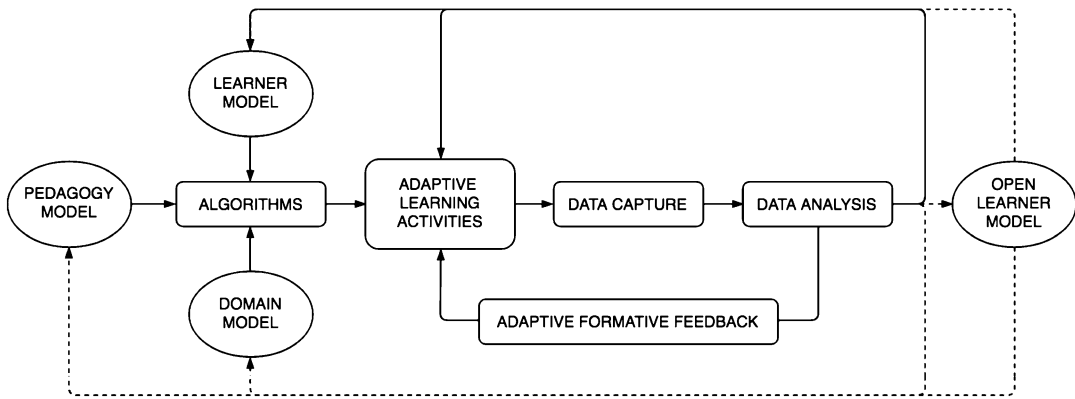 LEARNER
MODEL
PEDAGOGY
MODEL
ALGORITHMS
ADAPTIVE
LEARNING
ACTIVITIES
DATA CAPTURE
DATA ANALYSIS
OPEN
LEARNER
MODEL
DOMAIN
MODEL
ADAPTIVE FORMATIVE FEEDBACK